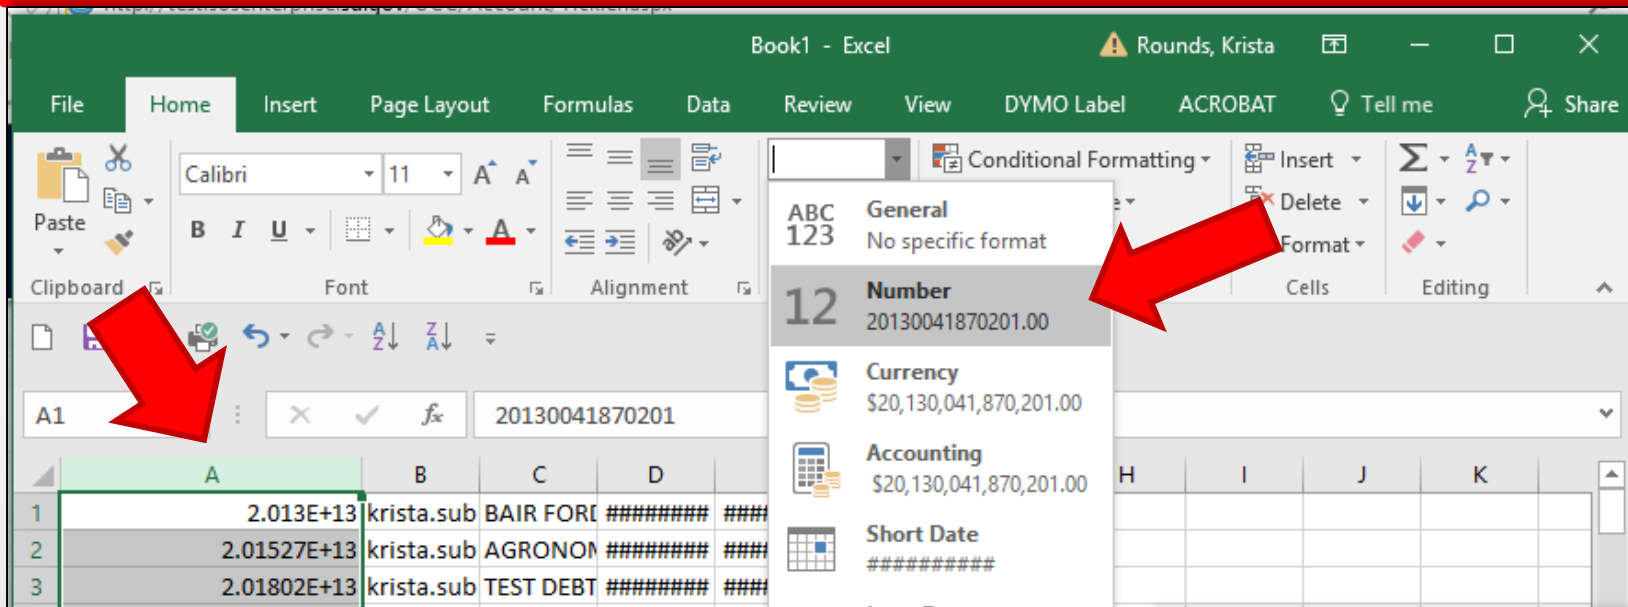 Book1 - Excel
Rounds, Krista
File Home Insert Page Layout Formulas Data Review View DYMO Label ACROBAT Tell me Share
Calibri 11
Conditional Formatting
Insert
Paste
B I U
Delete
Format
Clipboard Font Alignment Cells Editing
ABC
123
General
No specific format
12
Number
20130041870201.00
Currency
$20,130,041,870,201.00
Accounting
$20,130,041,870,201.00
Short Date
##########
A1 fx 20130041870201
A B C D H I J K
1 2.013E+13 krista.sub BAIR FORD ######## ####
2 2.01527E+13 krista.sub AGRONO ######## ####
3 2.01802E+13 krista.sub TEST DEBT ######## ####